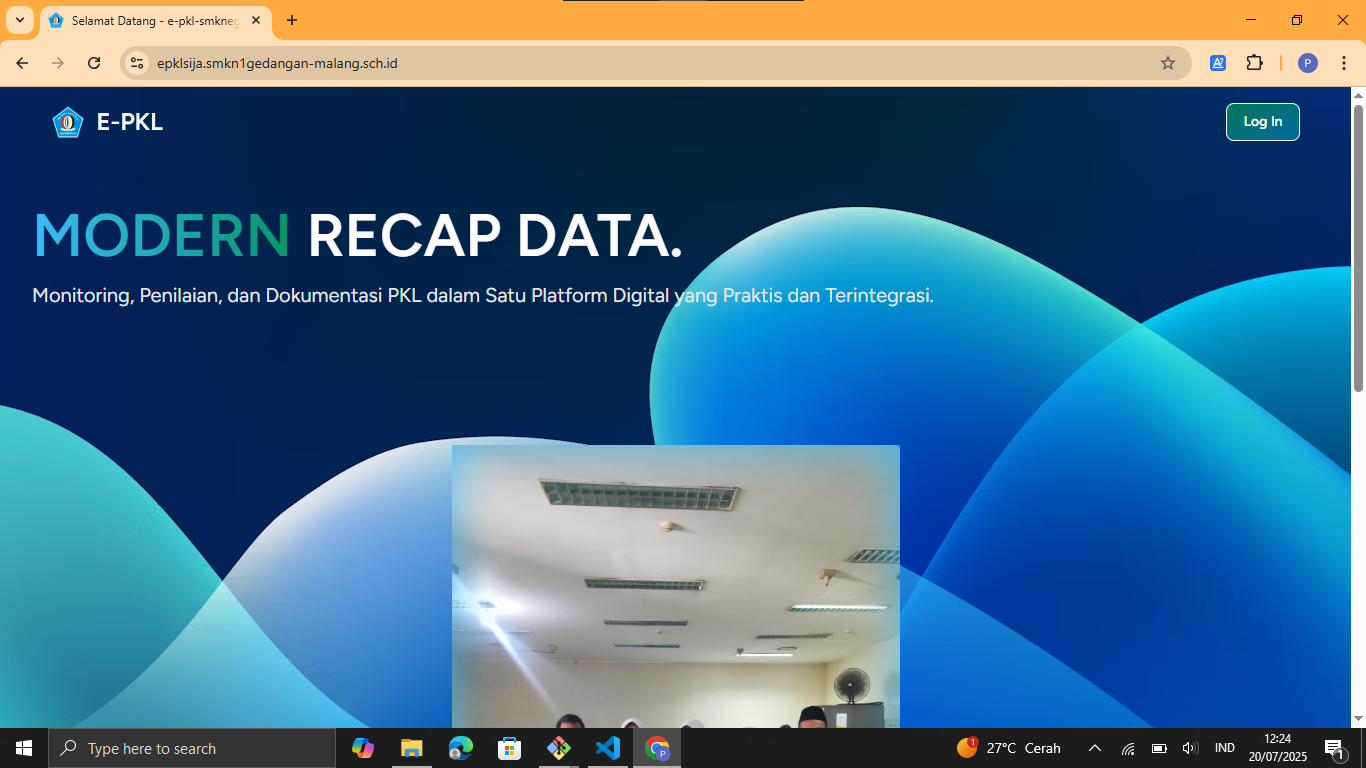 Selamat Datang - e-pkl-smkneg
epklsija.smkn1gedangan-malang.sch.id
P
E-PKL
Log In
MODERN RECAP DATA.
Monitoring, Penilaian, dan Dokumentasi PKL dalam Satu Platform Digital yang Praktis dan Terintegrasi.
Type here to search
P
1
27°C Cerah
IND
12:24
20/07/2025
1